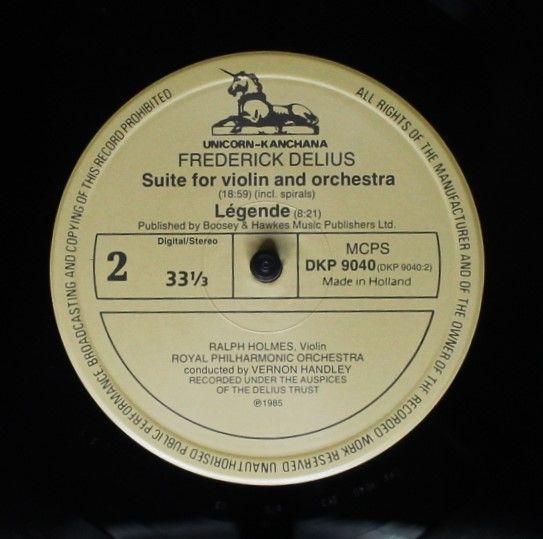 UNICORN-KANCHANA
FREDERICK DELIUS
Suite for violin and orchestra
(18:59) (incl. spirals)
Légende (8:21)
Published by Boosey & Hawkes Music Publishers Ltd.
2
Digital/Stereo
33⅓
MCPS
DKP 9040 (DKP 9040:2)
Made in Holland
RALPH HOLMES, Violin
ROYAL PHILHARMONIC ORCHESTRA
conducted by VERNON HANDLEY
RECORDED UNDER THE AUSPICES
OF THE DELIUS TRUST
℗1985
ALL RIGHTS OF THE MANUFACTURER AND OF THE OWNER OF THE RECORDED WORK RESERVED UNAUTHORISED PUBLIC PERFORMANCE BROADCASTING AND COPYING OF THIS RECORD PROHIBITED